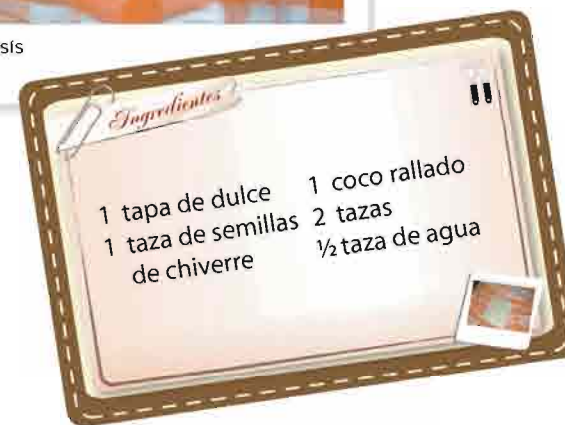 sís
Ingredientes
1 tapa de dulce
1 taza de semillas
de chiverre
1 coco rallado
2 tazas
½ taza de agua